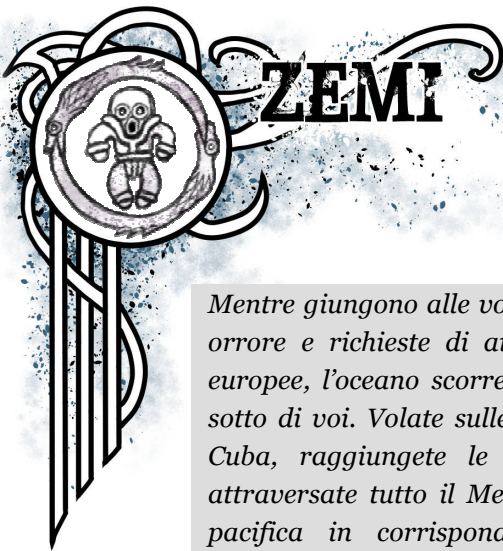 ZEMI
Mentre giungono alle vo
orrore e richieste di ai
europee, l'oceano scorre
sotto di voi. Volate sulle
Cuba, raggiungete le
attraversate tutto il Me
pacifica in corrispond